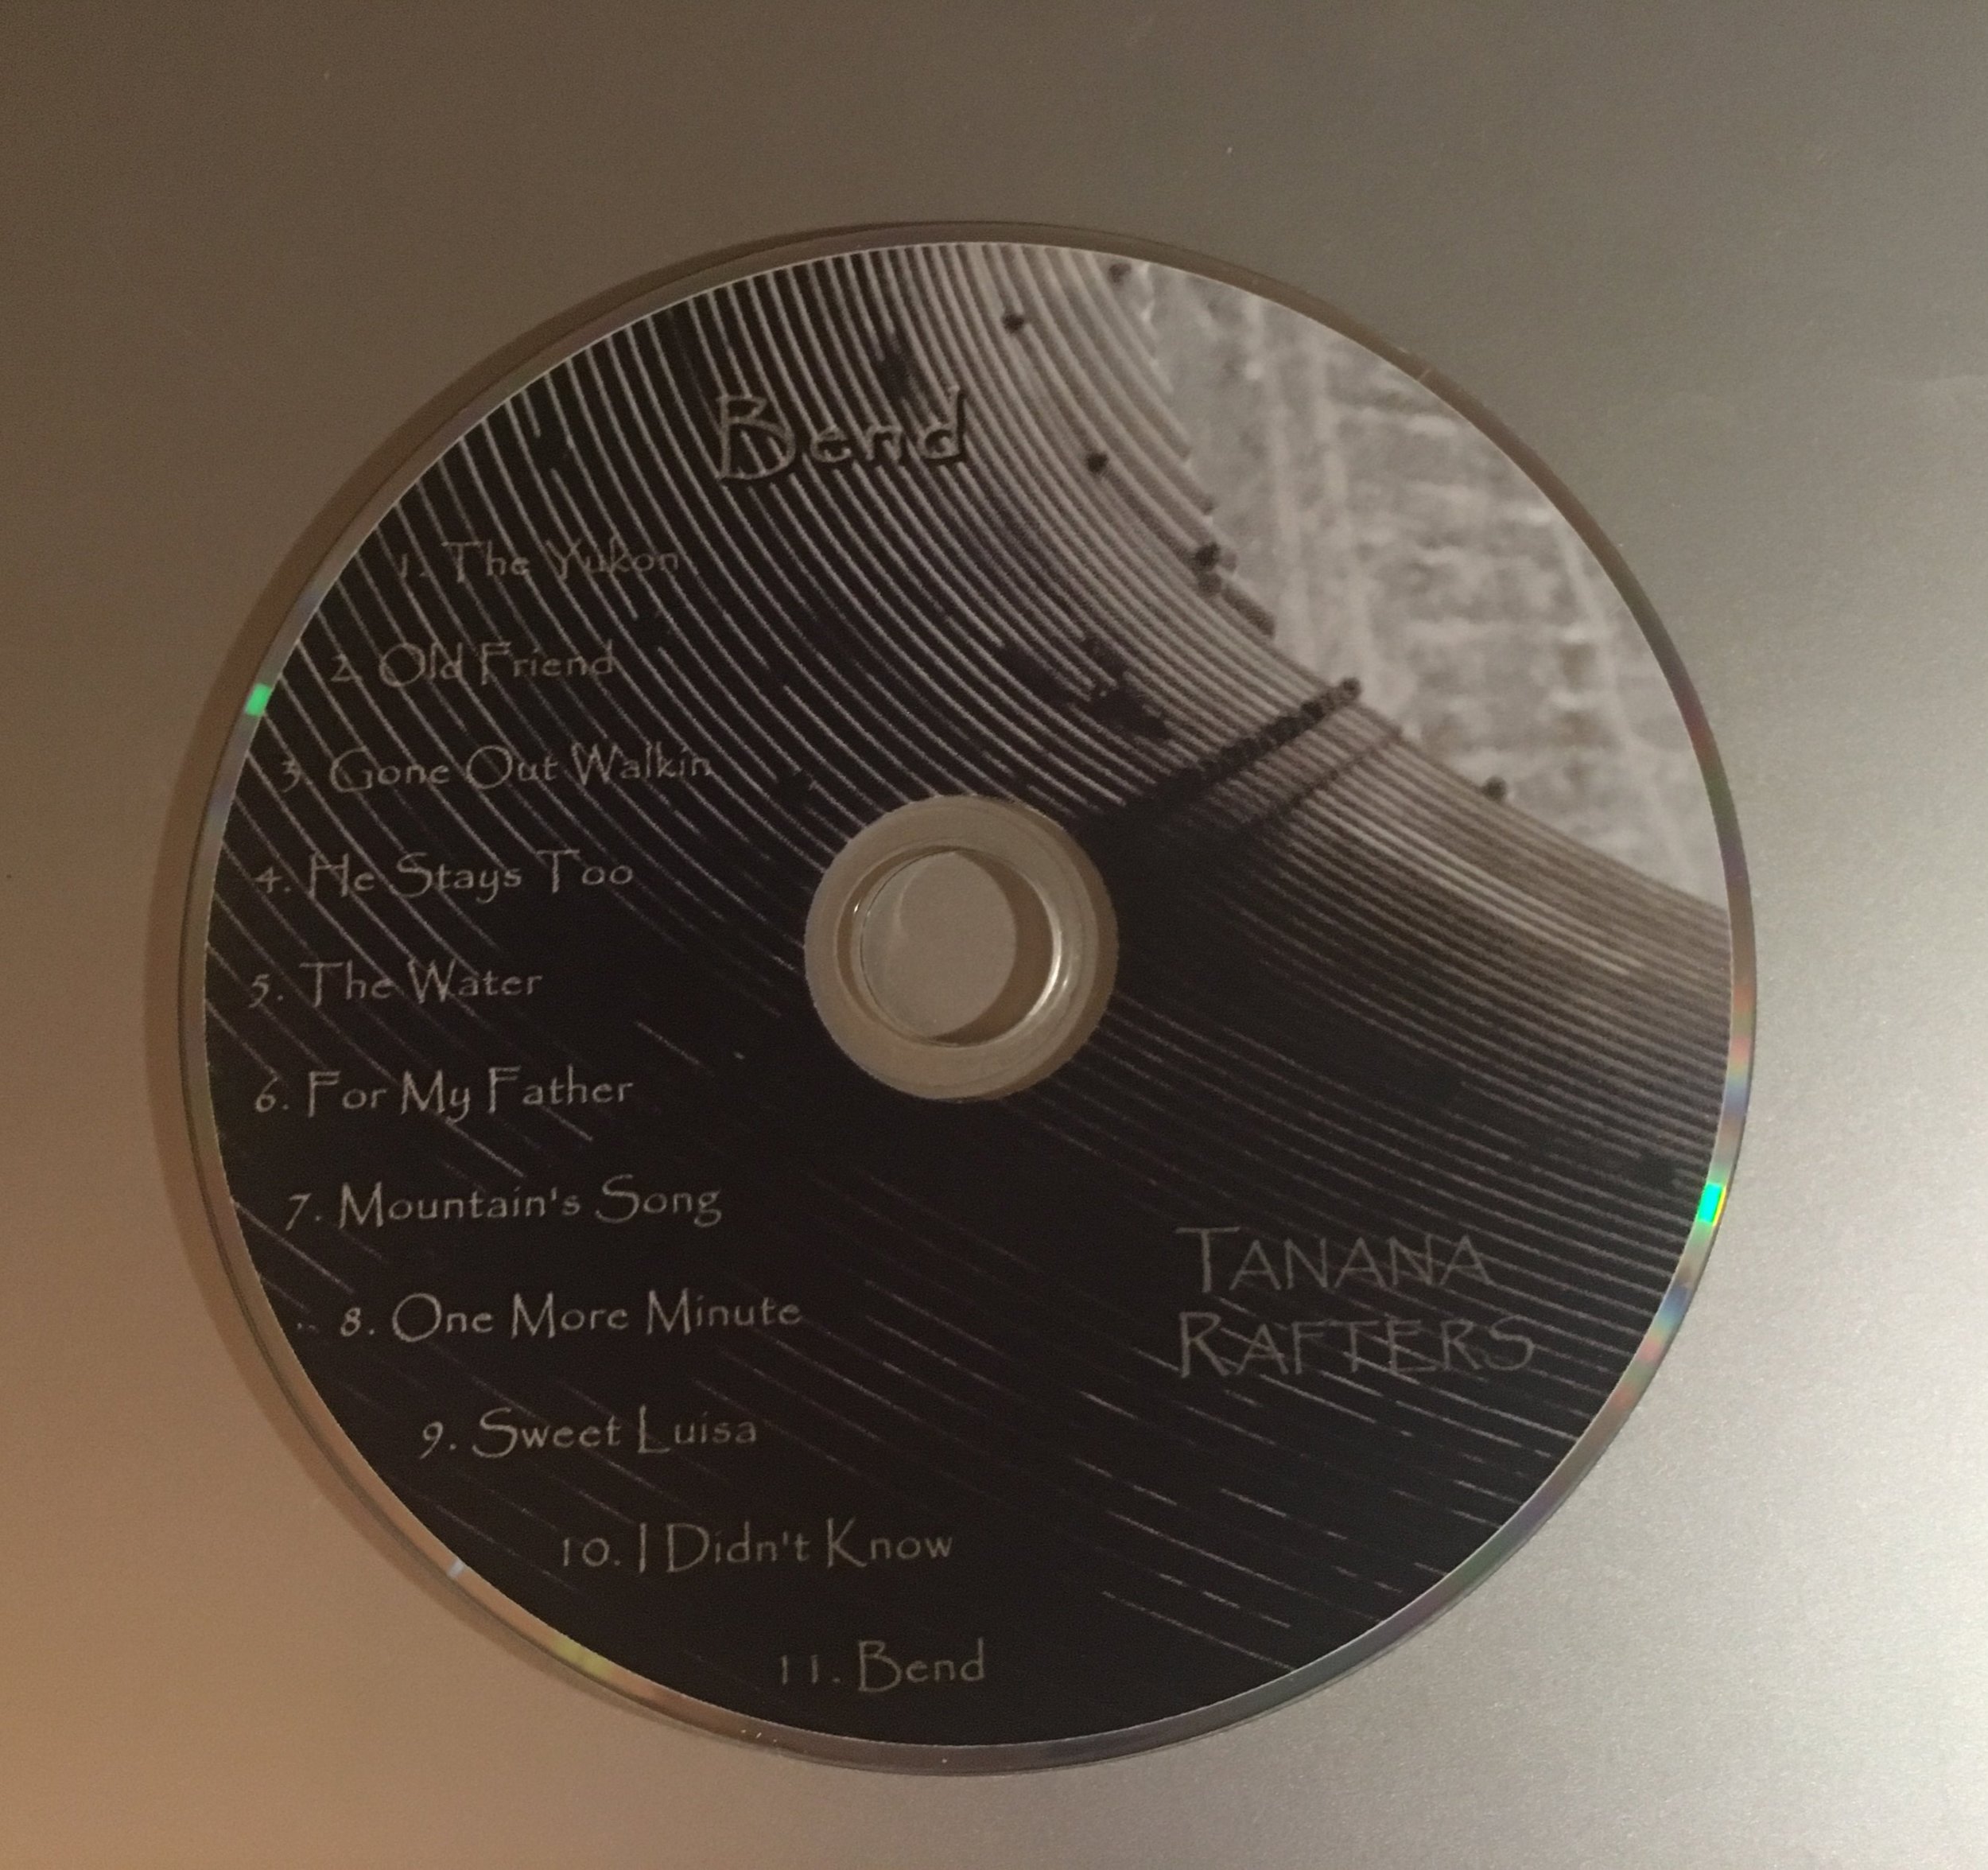 Bend
1. The Yukon
2. Old Friend
3. Gone Out Walkin
4. He Stays Too
5. The Water
6. For My Father
7. Mountain's Song
8. One More Minute
9. Sweet Luisa
10. I Didn't Know
11. Bend
TANANA
RAFTERS